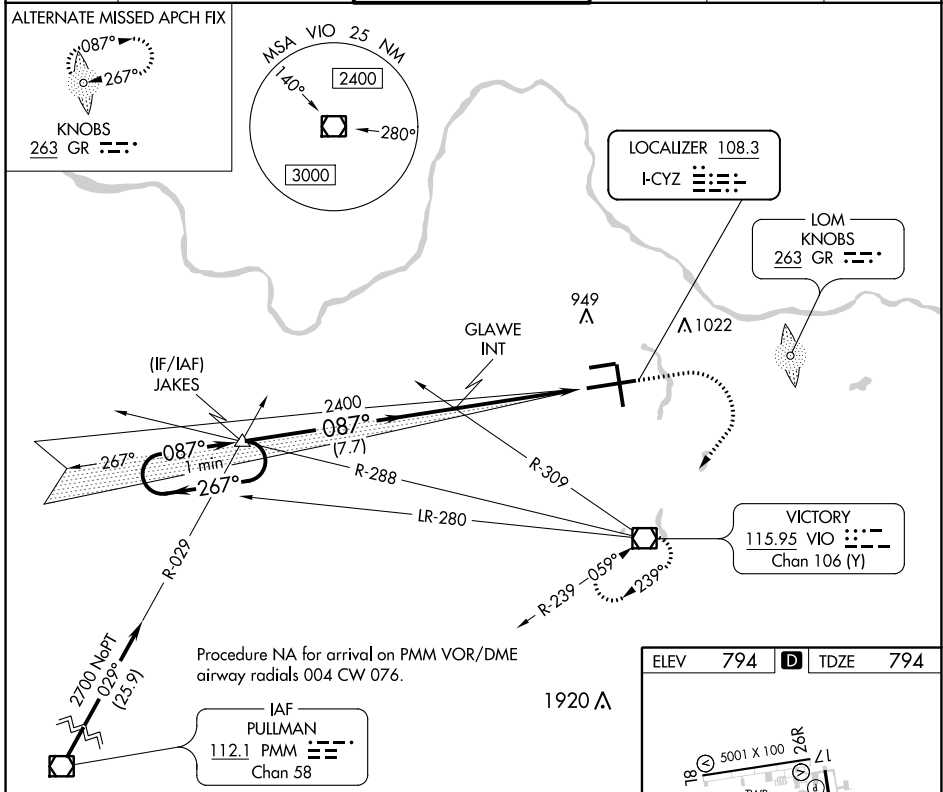 ALTERNATE MISSED APCH FIX
087°
267°
KNOBS
263 GR
MSA VIO 25 NM
140°
2400
280°
3000
LOCALIZER 108.3
I-CYZ
LOM
KNOBS
263 GR
949
1022
GLAWE
INT
(IF/IAF)
JAKES
2400
087°
(7.7)
267°
087°
1 min
267°
R-288
R-309
LR-280
R-029
VICTORY
115.95 VIO
Chan 106 (Y)
R-239
059°
239°
2700 NoPT
029°
(25.9)
Procedure NA for arrival on PMM VOR/DME
airway radials 004 CW 076.
1920
IAF
PULLMAN
112.1 PMM
Chan 58
ELEV 794 D TDZE 794
8L
5001 X 100
26R
17
V
A
P